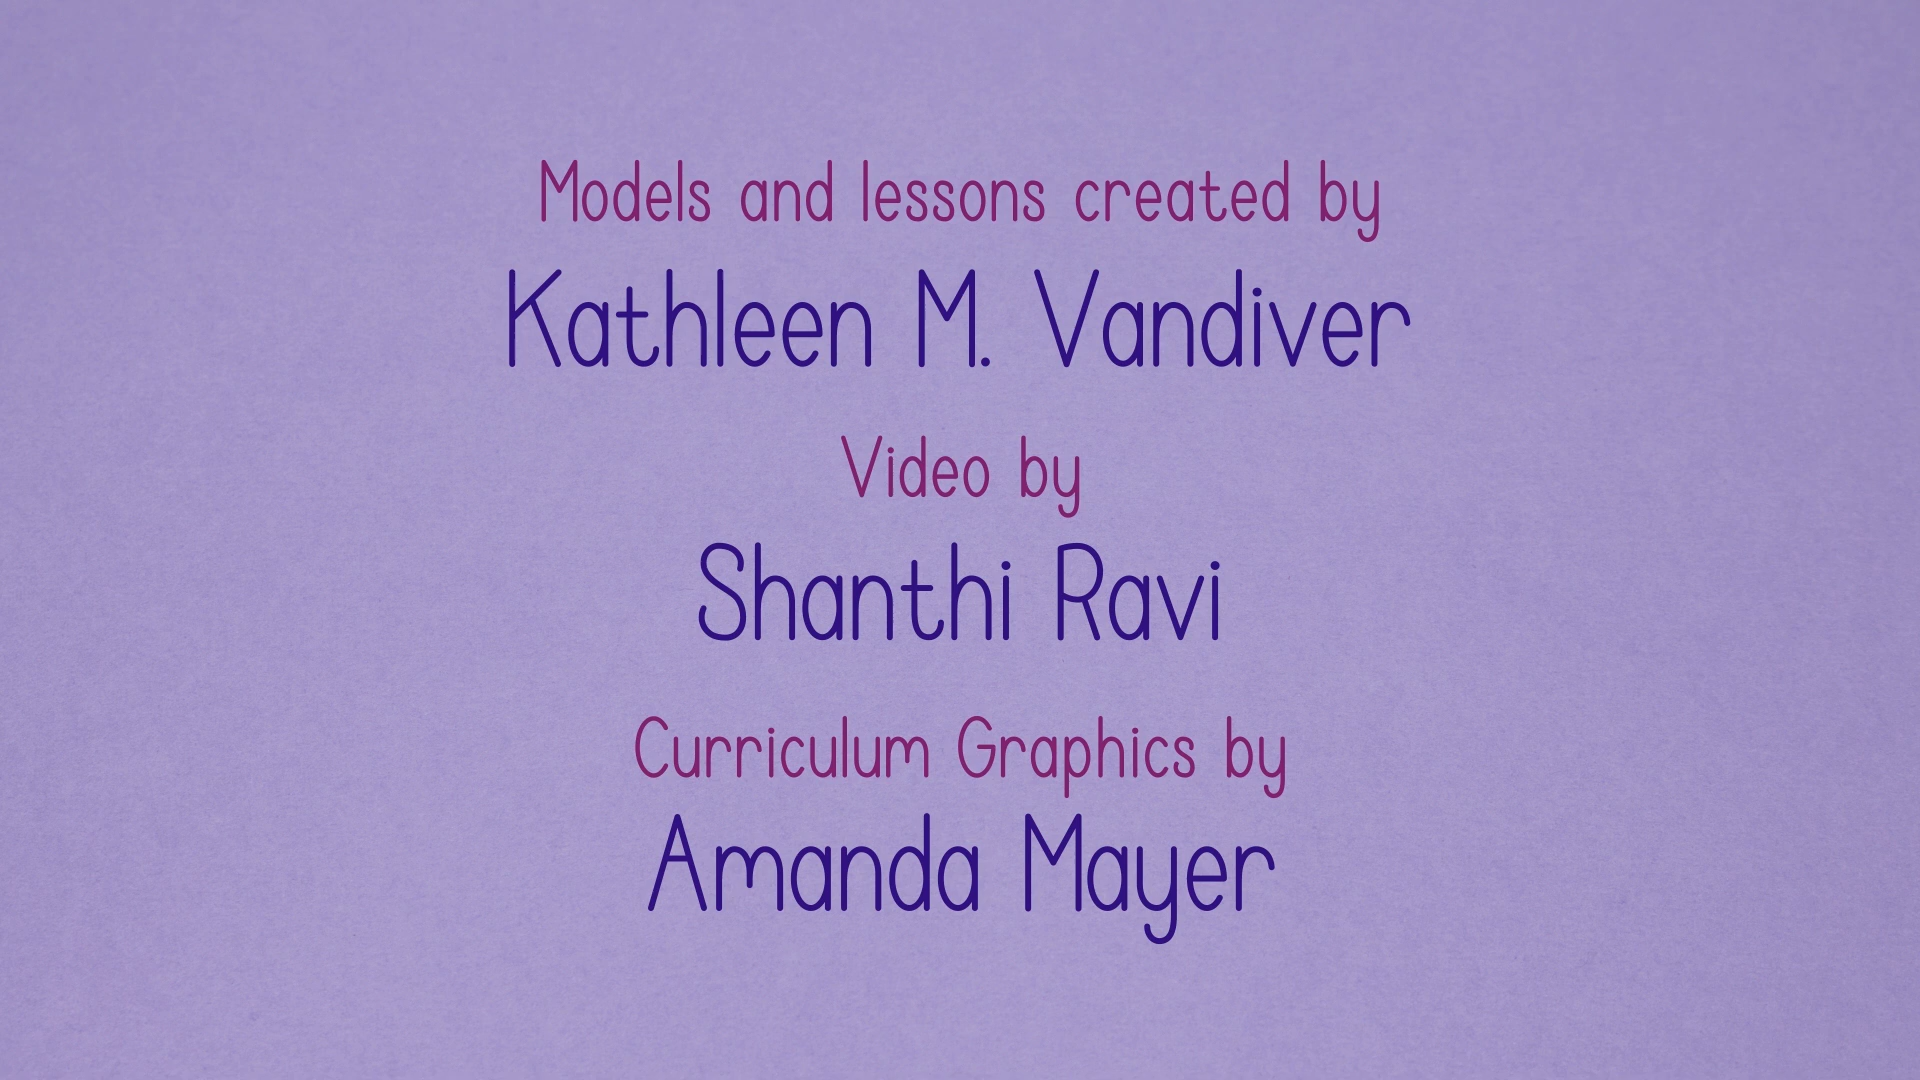 Models and lessons created by
Kathleen M. Vandiver
Video by
Shanthi Ravi
Curriculum Graphics by
Amanda Mayer